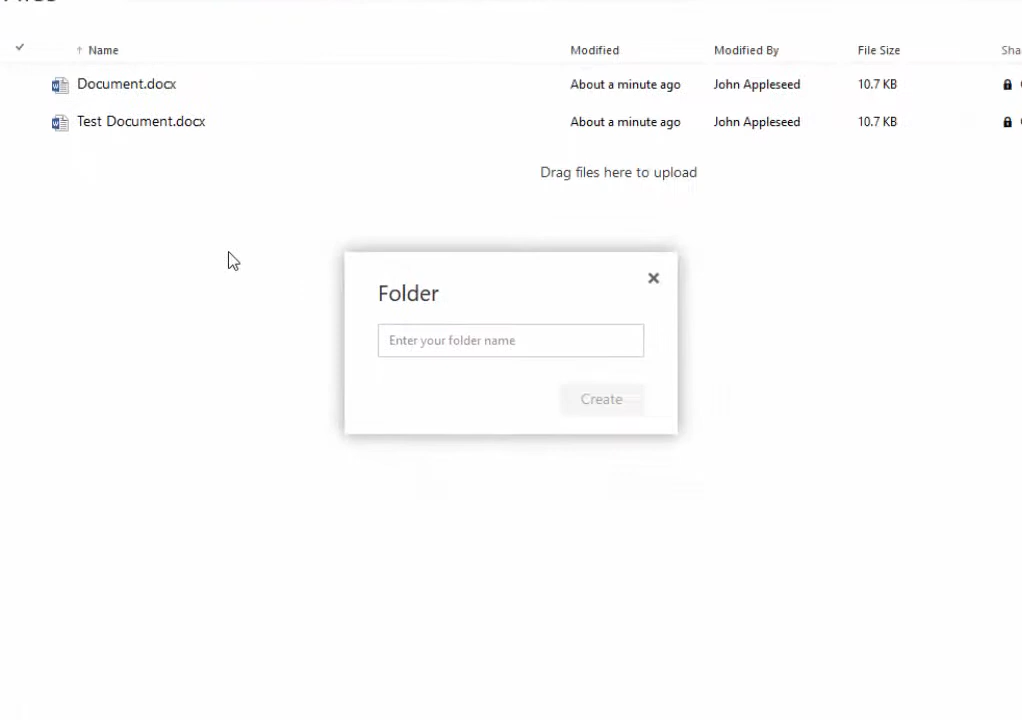 Name Modified Modified By File Size Sha
Document.docx About a minute ago John Appleseed 10.7 KB
Test Document.docx About a minute ago John Appleseed 10.7 KB
Drag files here to upload
Folder
Enter your folder name
Create